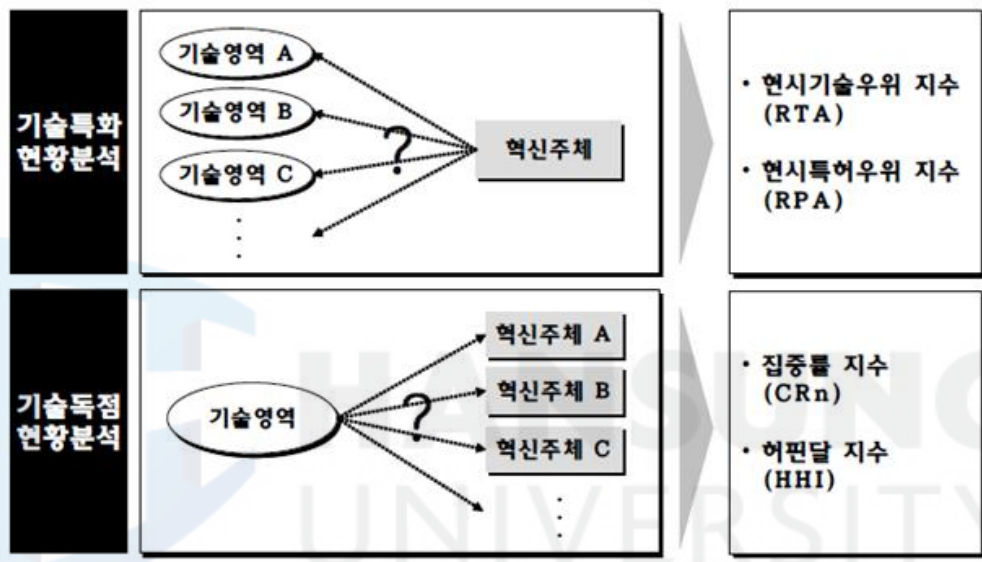 기술특화
현황분석
기술영역 A
기술영역 B
기술영역 C
?
혁신주체
• 현시기술우위 지수
(RTA)
• 현시특허우위 지수
(RPA)
기술독점
현황분석
기술영역
?
혁신주체 A
혁신주체 B
혁신주체 C
• 집중률 지수
(CRn)
• 허핀달 지수
(HHI)
HANSUNG
UNIVERSITY